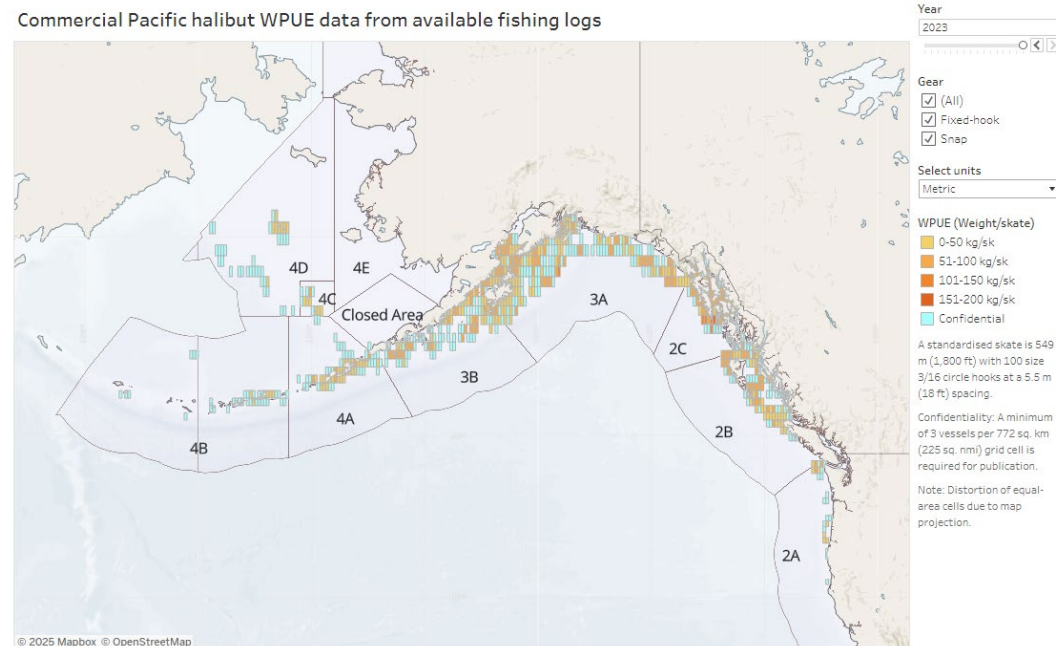 Commercial Pacific halibut WPUE data from available fishing logs
Year
2023
Gear
(All)
Fixed-hook
Snap
Select units
Metric
WPUE (Weight/skate)
0-50 kg/sk
51-100 kg/sk
101-150 kg/sk
151-200 kg/sk
Confidential
A standardised skate is 549
m (1,800 ft) with 100 size
3/16 circle hooks at a 5.5 m
(18 ft) spacing.
Confidentiality: A minimum
of 3 vessels per 772 sq. km
(225 sq. nmi) grid cell is
required for publication.
Note: Distortion of equal-
area cells due to map
projection.
4D
4E
4C
Closed Area
3A
2C
3B
4A
4B
2B
2A
© 2025 Mapbox © OpenStreetMap